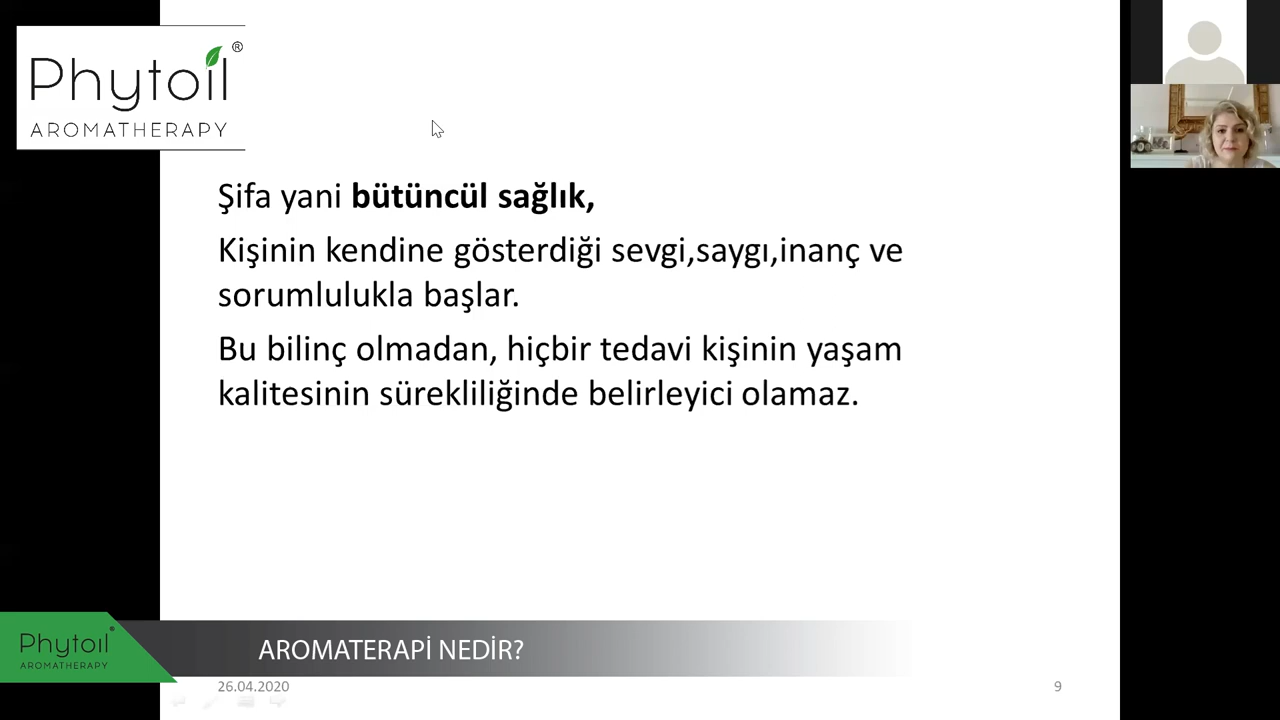 Phytoil®
AROMATHERAPY
Şifa yani bütüncül sağlık,
Kişinin kendine gösterdiği sevgi,saygı,inanç ve
sorumlulukla başlar.
Bu bilinç olmadan, hiçbir tedavi kişinin yaşam
kalitesinin sürekliliğinde belirleyici olamaz.
Phytoil®
AROMATHERAPY
AROMATERAPİ NEDİR?
26.04.2020
9